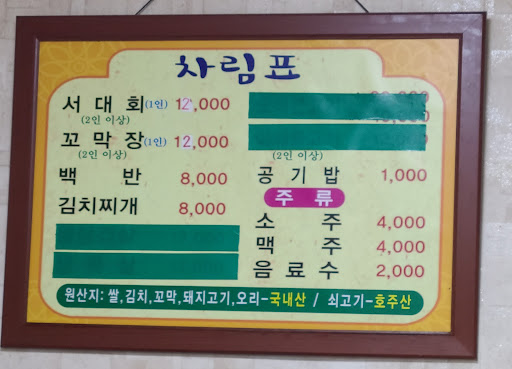 차림표
서대회(1인) 12,000
(2인 이상)
꼬막장(1인) 12,000
(2인 이상)
백반 8,000
김치찌개 8,000
(2인 이상)
공기밥 1,000
주류
소주 4,000
맥주 4,000
음료수 2,000
원산지: 쌀,김치,꼬막,돼지고기,오리-국내산 / 쇠고기-호주산